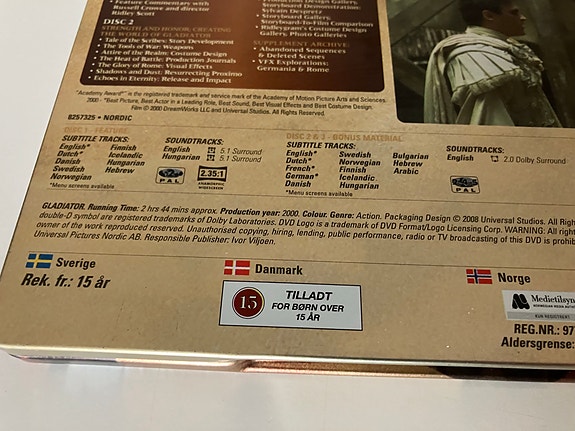 • Feature Commentary with
Russell Crowe and director
Ridley Scott
DISC 2
STRENGTH AND HONOR: CREATING
THE WORLD OF GLADIATOR
• Tale of the Scribes: Story Development
• The Tools of War: Weapons
• Attire of the Realm: Costume Design
• The Heat of Battle: Production Journals
• The Glory of Rome: Visual Effects
• Shadows and Dust: Resurrecting Proximo
• Echoes in Eternity: Release and Impact
• Production Design Gallery,
Storyboard Demonstration:
Sylvain Despretz
• Storyboard Gallery,
Storyboard-To-Film Comparison
• Ridleygram's Costume Design
Gallery, Photo Galleries
SUPPLEMENT ARCHIVE:
• Abandoned Sequences
& Deleted Scenes
• VFX Explorations:
Germania & Rome
"Academy Award®" is the registered trademark and service mark of the Academy of Motion Picture Arts and Sciences.
2000 - "Best Picture, Best Actor in a Leading Role, Best Sound, Best Visual Effects and Best Costume Design.
Film © 2000 DreamWorks LLC and Universal Studios. All Rights Reserved.
8257325 • NORDIC
DISC 1 - FEATURE
SUBTITLE TRACKS:
English* Finnish
Dutch* Icelandic
Danish Hungarian
Swedish Hebrew
Norwegian
*Menu screens available
SOUNDTRACKS:
English 5.1 Surround
Hungarian 5.1 Surround
PAL
2.35:1
ANAMORPHIC
WIDESCREEN
DISC 2 & 3 - BONUS MATERIAL
SUBTITLE TRACKS:
English* Swedish Bulgarian
Dutch* Norwegian Hebrew
French* Finnish Arabic
German* Icelandic
Danish Hungarian
*Menu screens available
SOUNDTRACKS:
English 2.0 Dolby Surround
PAL
GLADIATOR. Running Time: 2 hrs 44 mins approx. Production year: 2000. Colour. Genre: Action. Packaging Design © 2008 Universal Studios. All Rights
double-D symbol are registered trademarks of Dolby Laboratories. DVD Logo is a trademark of DVD Format/Logo Licensing Corp. WARNING: All rights
owner of the work reproduced reserved. Unauthorised copying, hiring, lending, public performance, radio or TV broadcasting of this DVD is prohib
Universal Pictures Nordic AB. Responsible Publisher: Ivor Viljoen.
Sverige
Rek. fr.: 15 år
Danmark
15
TILLADT
FOR BØRN OVER
15 ÅR
Norge
Medietilsyn
KUN REGISTRERT
REG.NR.: 97
Aldersgrense: